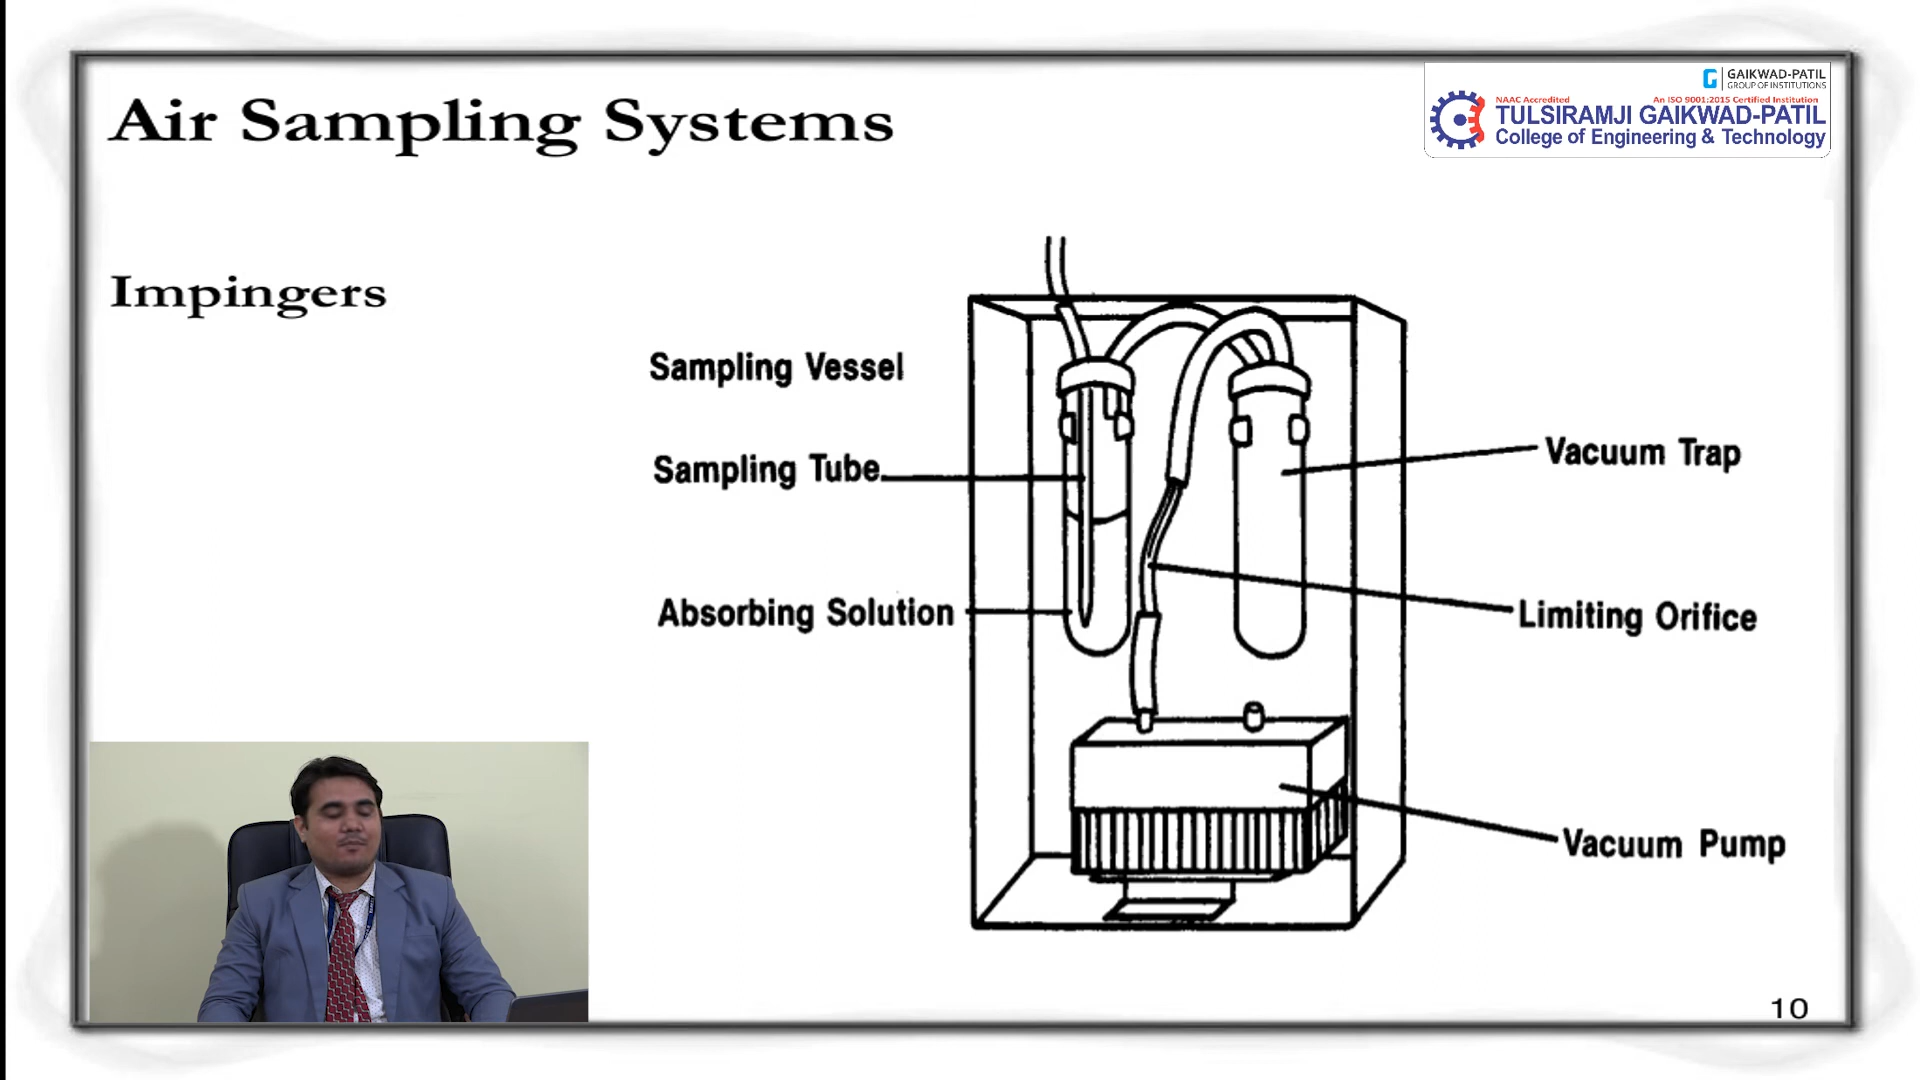 Air Sampling Systems
GAIKWAD-PATIL
GROUP OF INSTITUTIONS
NAAC Accredited
An ISO 9001:2015 Certified Institution
TULSIRAMJI GAIKWAD-PATIL
College of Engineering & Technology
Impingers
Sampling Vessel
Sampling Tube
Vacuum Trap
Absorbing Solution
Limiting Orifice
Vacuum Pump
10